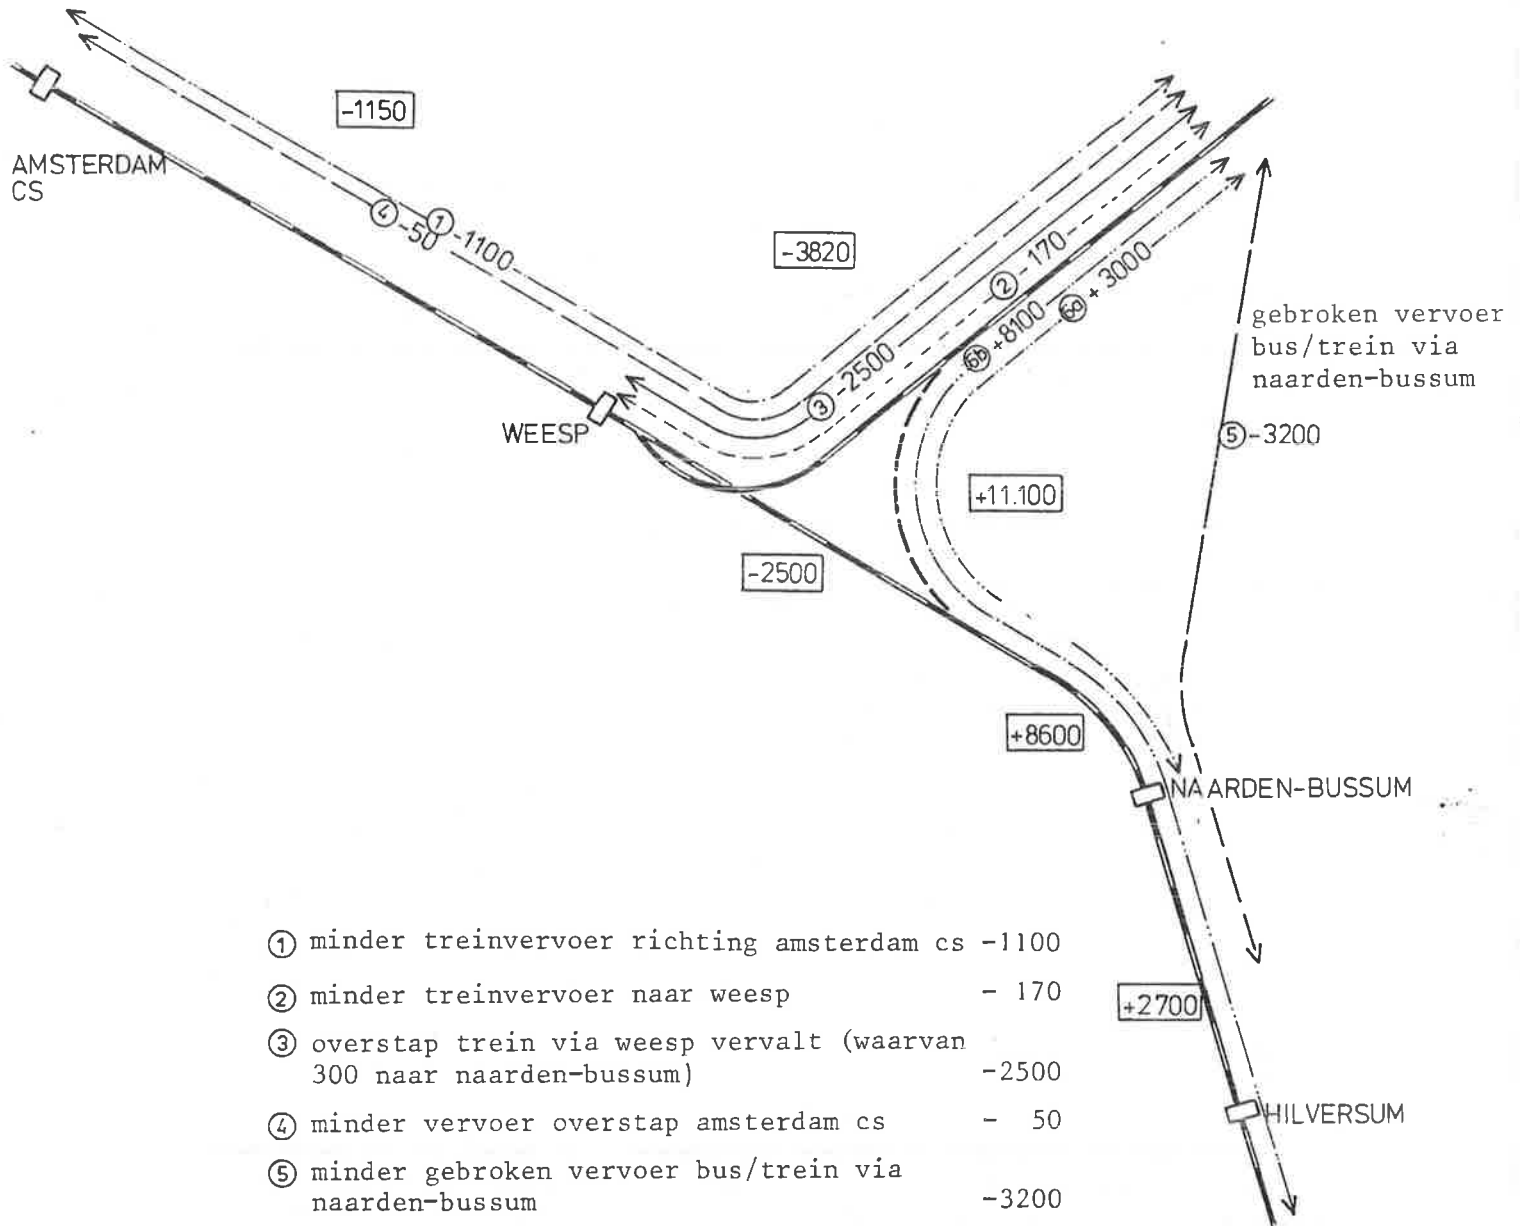 -1150
AMSTERDAM
CS
④ -50
① -1100
-3820
② -170
③ -2500
6b +8100
6a + 3000
gebroken vervoer
bus/trein via
naarden-bussum
⑤ -3200
WEESP
+11.100
-2500
+8600
NAARDEN-BUSSUM
+2700
HILVERSUM
① minder treinvervoer richting amsterdam cs -1100
② minder treinvervoer naar weesp - 170
③ overstap trein via weesp vervalt (waarvan
300 naar naarden-bussum) -2500
④ minder vervoer overstap amsterdam cs - 50
⑤ minder gebroken vervoer bus/trein via
naarden-bussum -3200